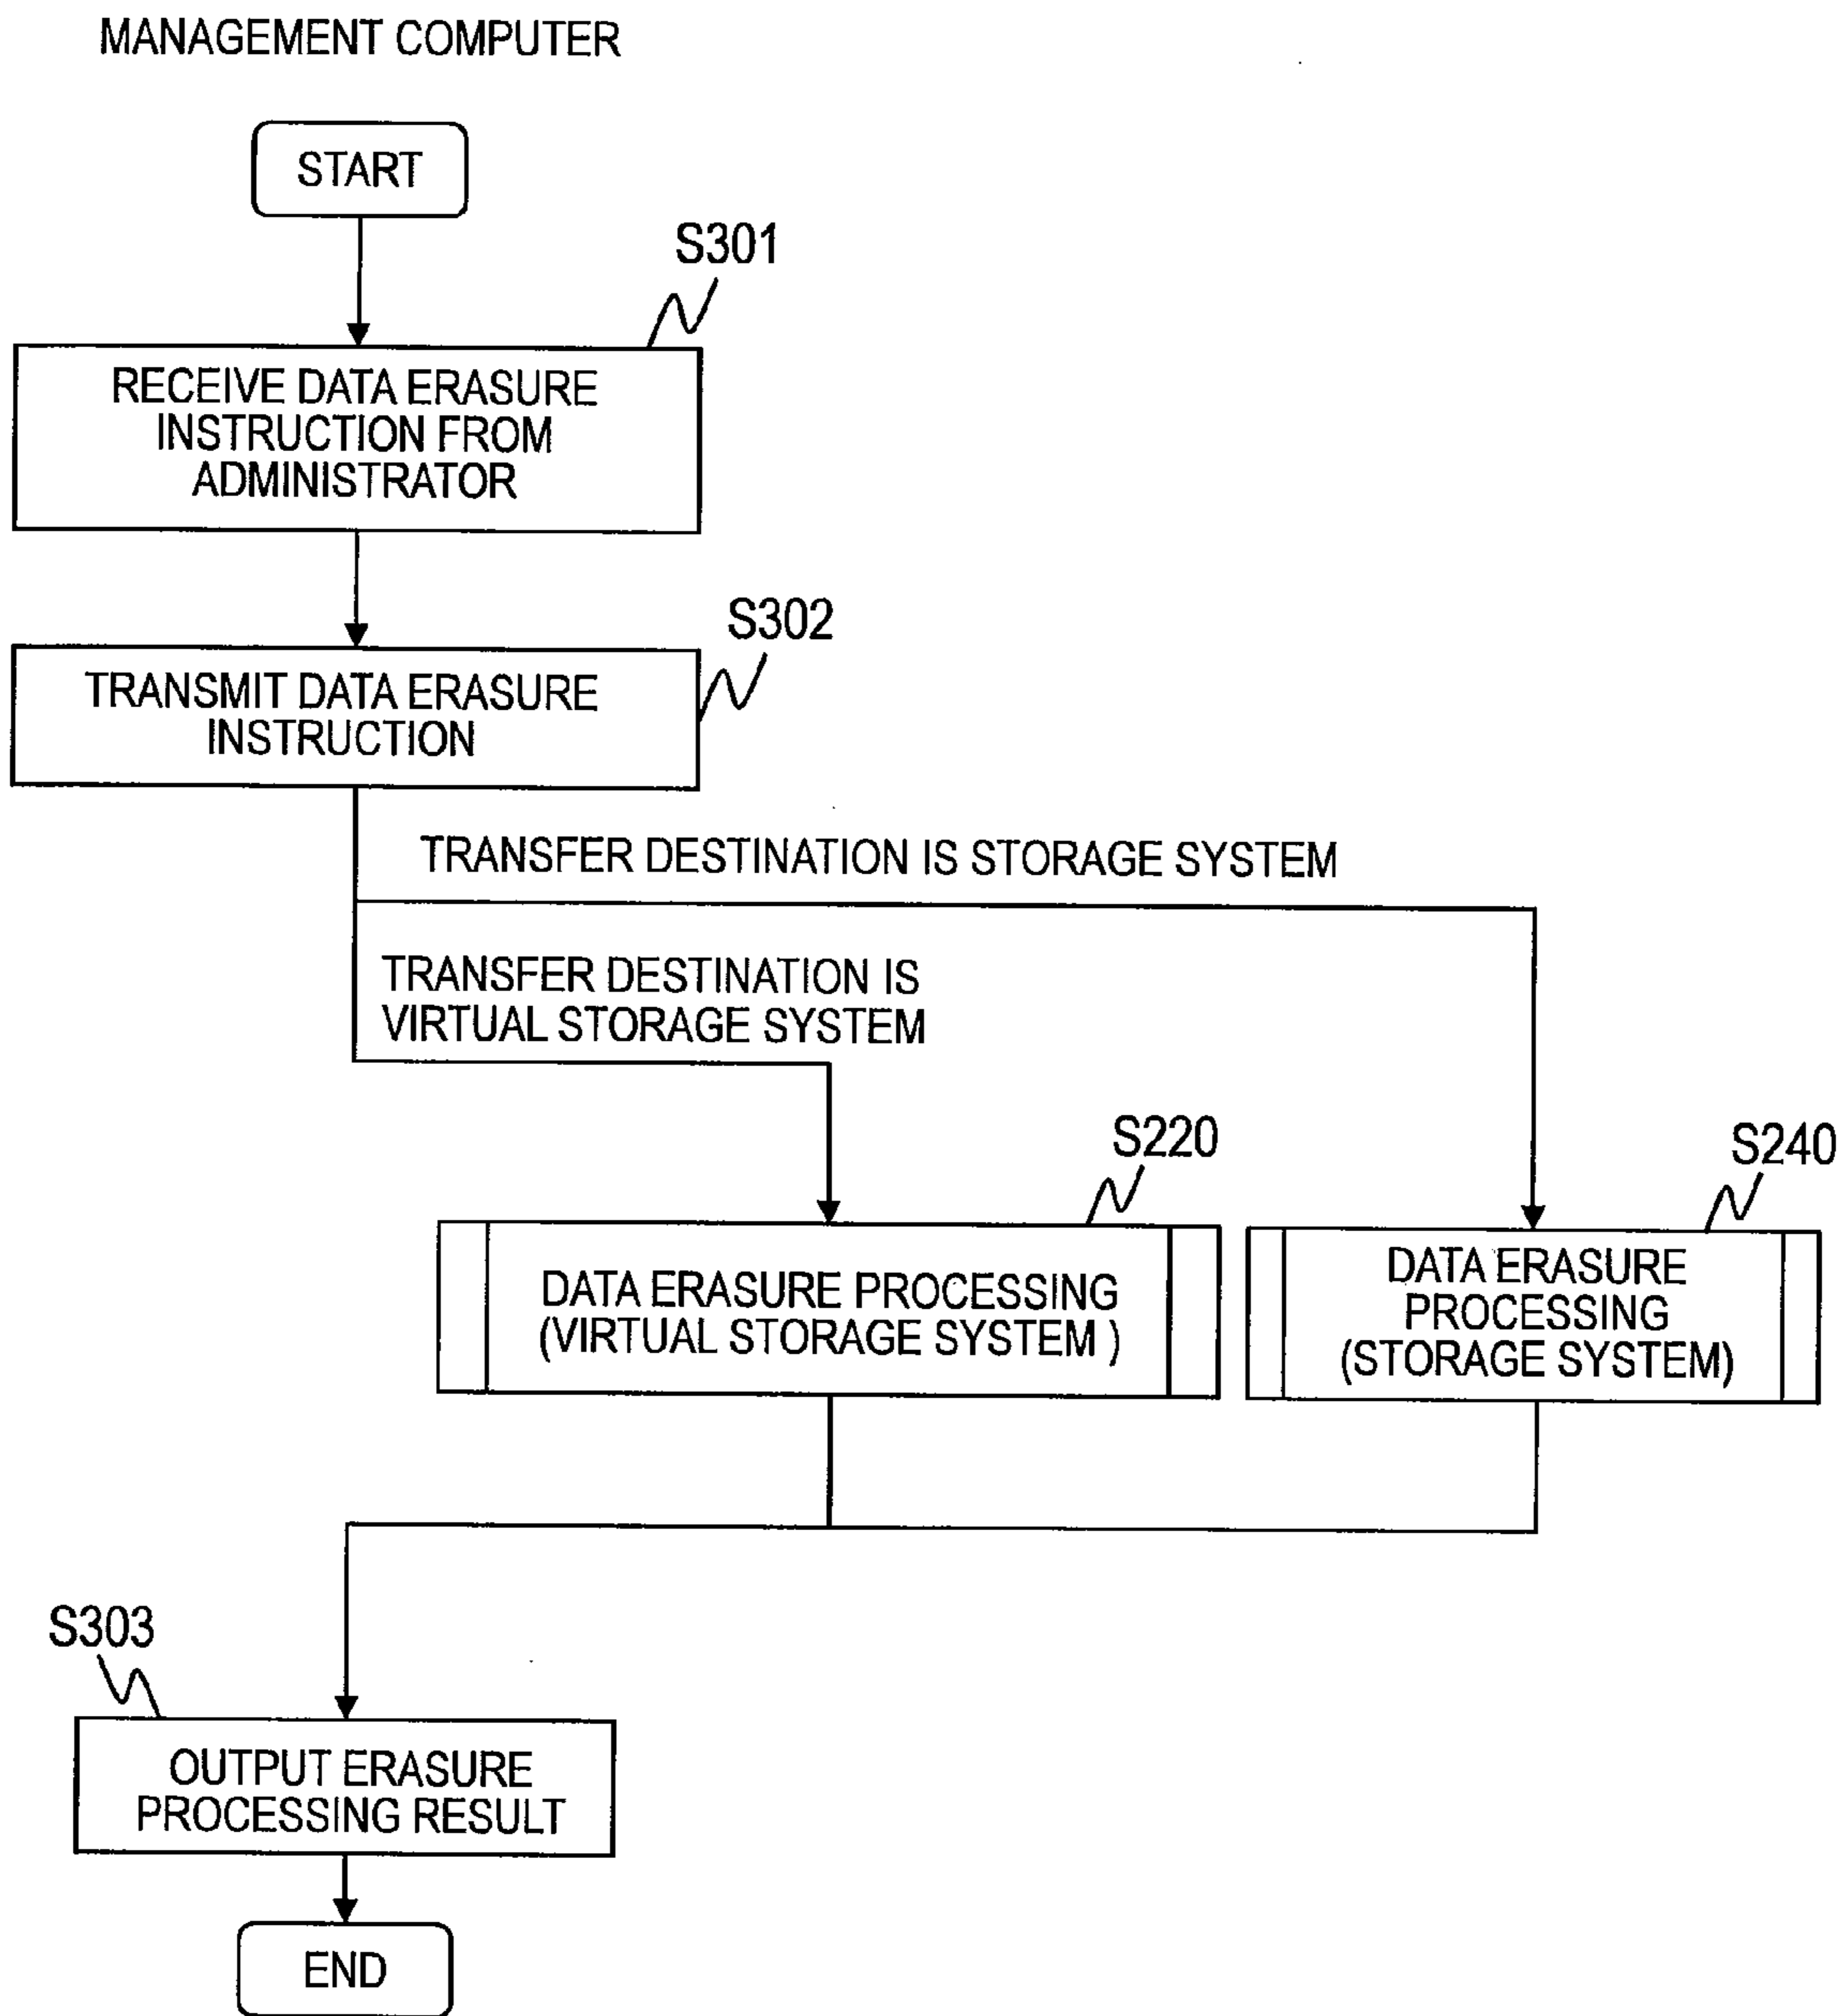 MANAGEMENT COMPUTER
START
S301
RECEIVE DATA ERASURE
INSTRUCTION FROM
ADMINISTRATOR
S302
TRANSMIT DATA ERASURE
INSTRUCTION
TRANSFER DESTINATION IS STORAGE SYSTEM
TRANSFER DESTINATION IS
VIRTUAL STORAGE SYSTEM
S220
DATA ERASURE PROCESSING
(VIRTUAL STORAGE SYSTEM )
S240
DATA ERASURE
PROCESSING
(STORAGE SYSTEM)
S303
OUTPUT ERASURE
PROCESSING RESULT
END